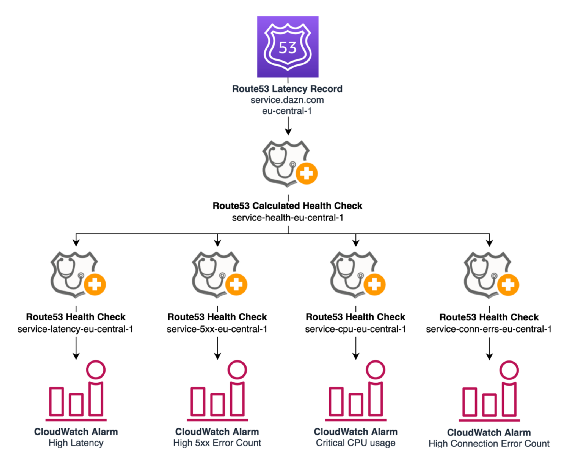 53
Route53 Latency Record
service.dazn.com
eu-central-1
Route53 Calculated Health Check
service-health-eu-central-1
Route53 Health Check
service-latency-eu-central-1
Route53 Health Check
service-5xx-eu-central-1
Route53 Health Check
service-cpu-eu-central-1
Route53 Health Check
service-conn-errs-eu-central-1
CloudWatch Alarm
High Latency
CloudWatch Alarm
High 5xx Error Count
CloudWatch Alarm
Critical CPU usage
CloudWatch Alarm
High Connection Error Count